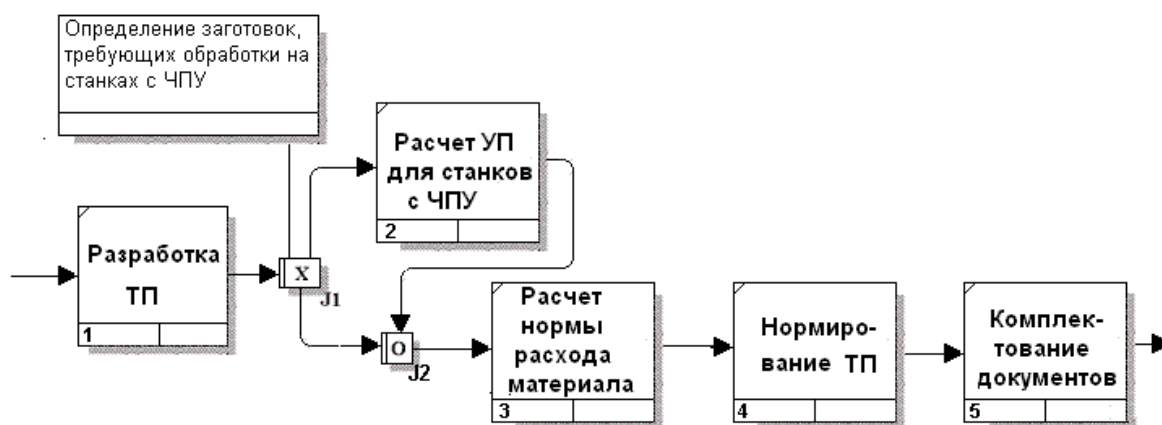 Определение заготовок,
требующих обработки на
станках с ЧПУ
Расчет УП
для станков
с ЧПУ
2
Разработка
ТП
1
X
J1
O
J2
Расчет
нормы
расхода
материала
3
Нормиро-
вание ТП
4
Комплек-
тование
документов
5